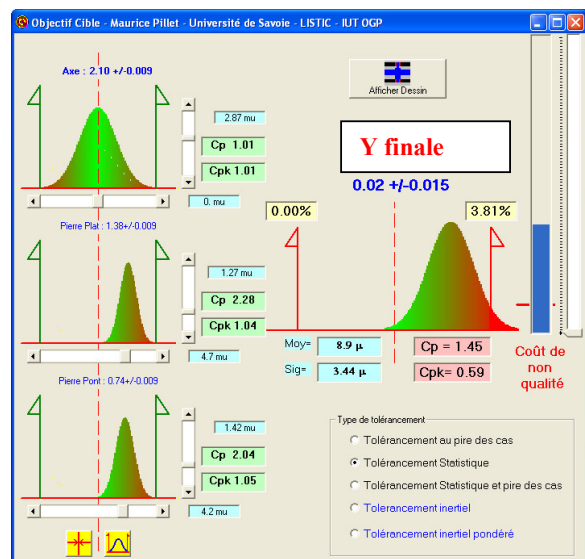 Objectif Cible - Maurice Pillet - Université de Savoie - LISTIC - IUT OGP
Axe : 2.10 +/-0.009
2.87 mu
Cp 1.01
Cpk 1.01
0. mu
Pierre Plat : 1.38+/-0.009
1.27 mu
Cp 2.28
Cpk 1.04
4.7 mu
Pierre Pont : 0.74+/-0.009
1.42 mu
Cp 2.04
Cpk 1.05
4.2 mu
Afficher Dessin
Y finale
0.02 +/-0.015
0.00%
3.81%
Moy= 8.9 µ
Cp = 1.45
Sig= 3.44 µ
Cpk= 0.59
Coût de
non
qualité
Type de tolérancement
Tolérancement au pire des cas
Tolérancement Statistique
Tolérancement Statistique et pire des cas
Tolerancement inertiel
Tolérancement inertiel pondéré